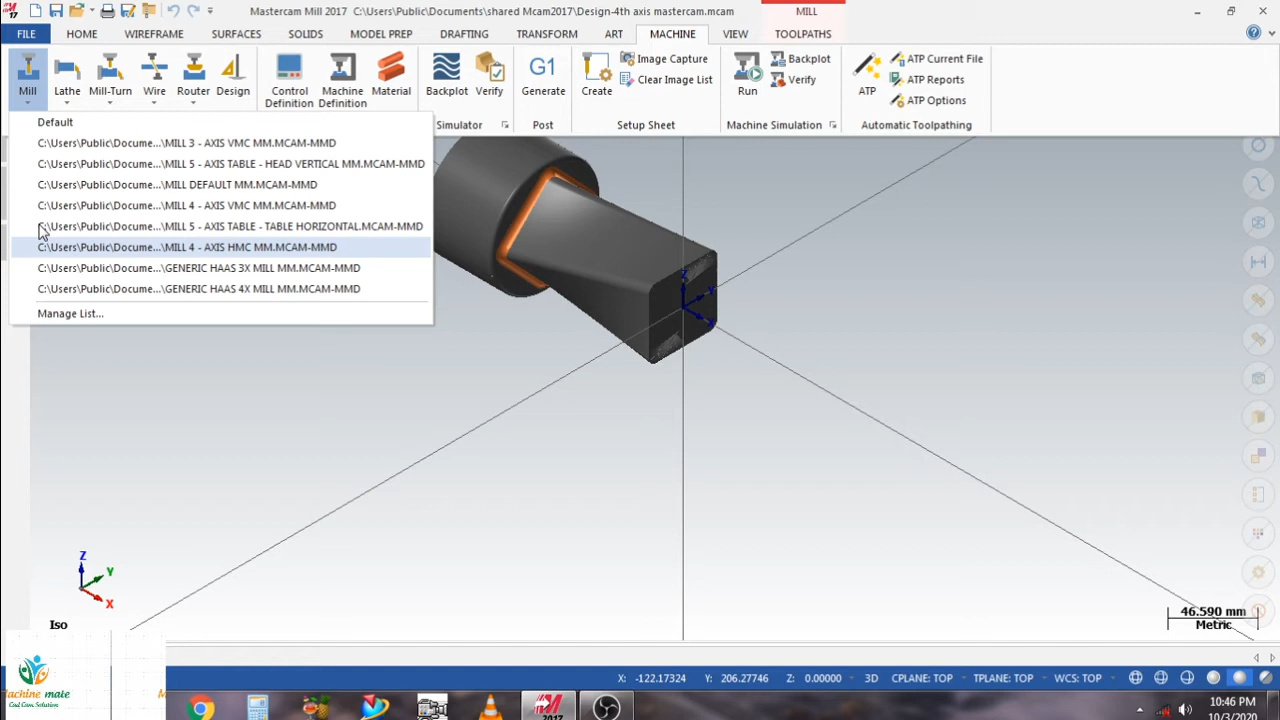 Mastercam Mill 2017 C:\Users\Public\Documents\shared Mcam2017\Design-4th axis mastercam.mcam
MILL
FILE HOME WIREFRAME SURFACES SOLIDS MODEL PREP DRAFTING TRANSFORM ART MACHINE VIEW TOOLPATHS
Mill Lathe Mill-Turn Wire Router Design
Control Definition
Machine Definition
Material Backplot Verify
G1
Generate
Create
Image Capture
Clear Image List
Run
Backplot
Verify
ATP
ATP Current File
ATP Reports
ATP Options
Simulator Post Setup Sheet Machine Simulation Automatic Toolpathing
Default
C:\Users\Public\Docume...\MILL 3 - AXIS VMC MM.MCAM-MMD
C:\Users\Public\Docume...\MILL 5 - AXIS TABLE - HEAD VERTICAL MM.MCAM-MMD
C:\Users\Public\Docume...\MILL DEFAULT MM.MCAM-MMD
C:\Users\Public\Docume...\MILL 4 - AXIS VMC MM.MCAM-MMD
C:\Users\Public\Docume...\MILL 5 - AXIS TABLE - TABLE HORIZONTAL.MCAM-MMD
C:\Users\Public\Docume...\MILL 4 - AXIS HMC MM.MCAM-MMD
C:\Users\Public\Docume...\GENERIC HAAS 3X MILL MM.MCAM-MMD
C:\Users\Public\Docume...\GENERIC HAAS 4X MILL MM.MCAM-MMD
Manage List...
Z
Y
X
Z
Y
X
Iso
46.590 mm
Metric
X: -122.17324 Y: 206.27746 Z: 0.00000 3D CPLANE: TOP TPLANE: TOP WCS: TOP
Machine mate
Cad Cam Solution
2017
10:46 PM
10/3/2020